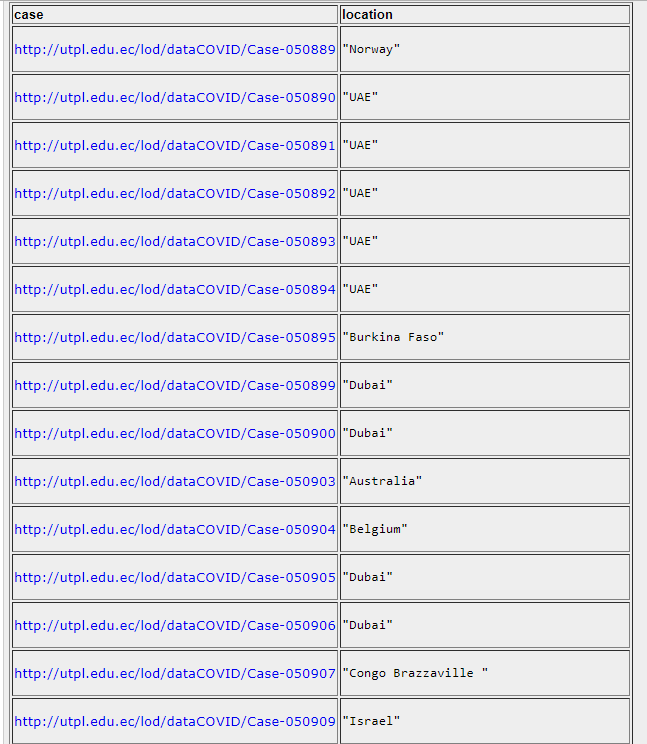 case location
http://utpl.edu.ec/lod/dataCOVID/Case-050889 "Norway"
http://utpl.edu.ec/lod/dataCOVID/Case-050890 "UAE"
http://utpl.edu.ec/lod/dataCOVID/Case-050891 "UAE"
http://utpl.edu.ec/lod/dataCOVID/Case-050892 "UAE"
http://utpl.edu.ec/lod/dataCOVID/Case-050893 "UAE"
http://utpl.edu.ec/lod/dataCOVID/Case-050894 "UAE"
http://utpl.edu.ec/lod/dataCOVID/Case-050895 "Burkina Faso"
http://utpl.edu.ec/lod/dataCOVID/Case-050899 "Dubai"
http://utpl.edu.ec/lod/dataCOVID/Case-050900 "Dubai"
http://utpl.edu.ec/lod/dataCOVID/Case-050903 "Australia"
http://utpl.edu.ec/lod/dataCOVID/Case-050904 "Belgium"
http://utpl.edu.ec/lod/dataCOVID/Case-050905 "Dubai"
http://utpl.edu.ec/lod/dataCOVID/Case-050906 "Dubai"
http://utpl.edu.ec/lod/dataCOVID/Case-050907 "Congo Brazzaville "
http://utpl.edu.ec/lod/dataCOVID/Case-050909 "Israel"